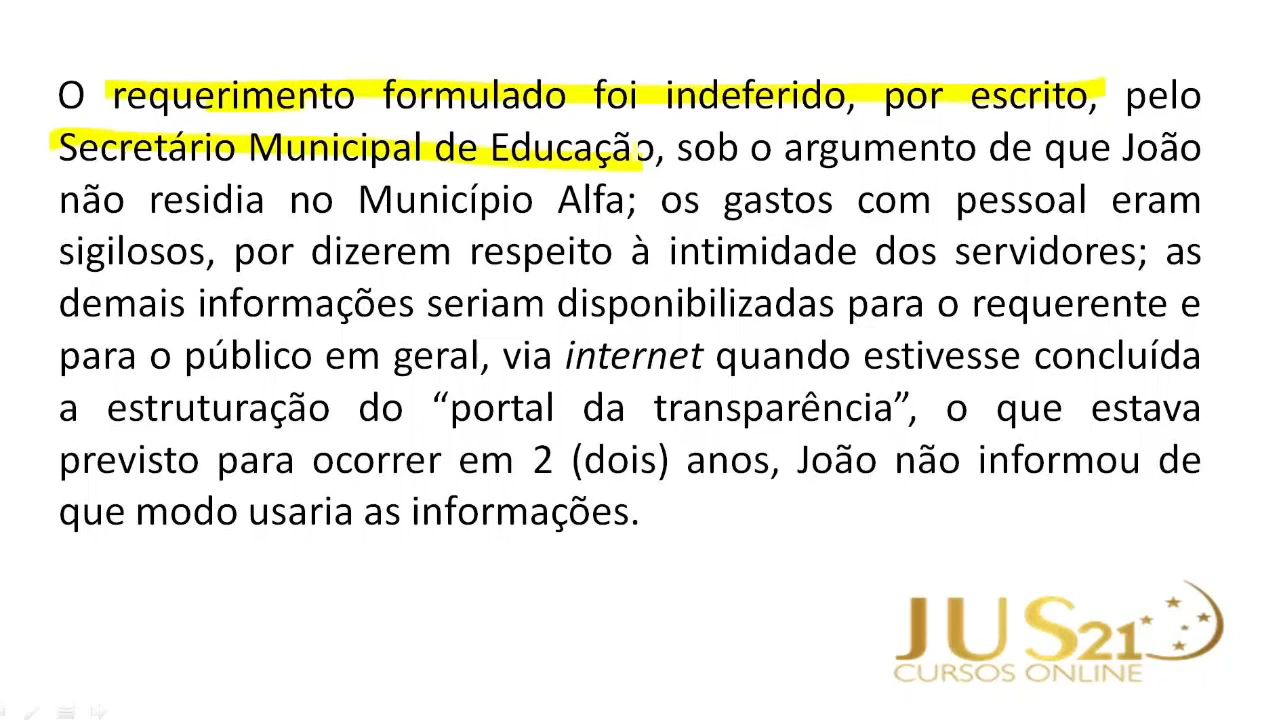 O requerimento formulado foi indeferido, por escrito, pelo
Secretário Municipal de Educação, sob o argumento de que João
não residia no Município Alfa; os gastos com pessoal eram
sigilosos, por dizerem respeito à intimidade dos servidores; as
demais informações seriam disponibilizadas para o requerente e
para o público em geral, via internet quando estivesse concluída
a estruturação do “portal da transparência”, o que estava
previsto para ocorrer em 2 (dois) anos, João não informou de
que modo usaria as informações.
JUS21
CURSOS ONLINE